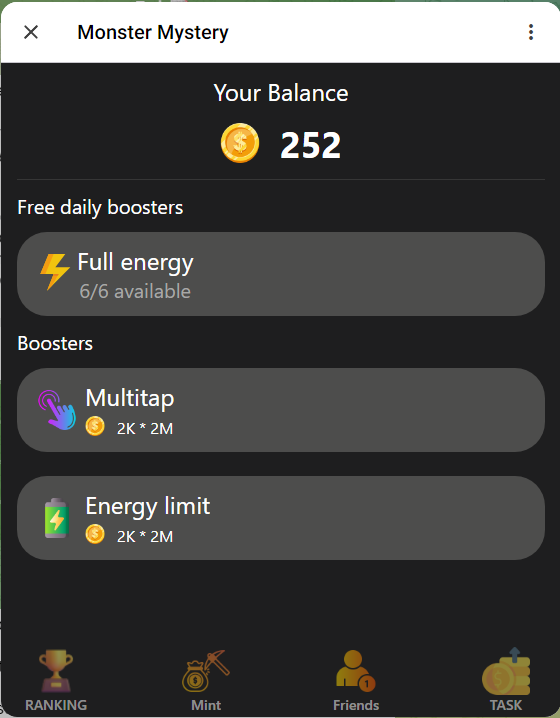 Monster Mystery
Your Balance
252
Free daily boosters
Full energy
6/6 available
Boosters
Multitap
2K * 2M
Energy limit
2K * 2M
1
RANKING
Mint
Friends
TASK